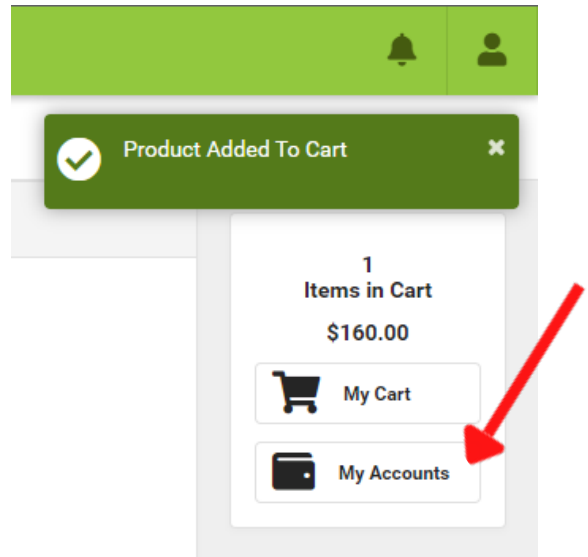 Product Added To Cart
1
Items in Cart
$160.00
My Cart
My Accounts